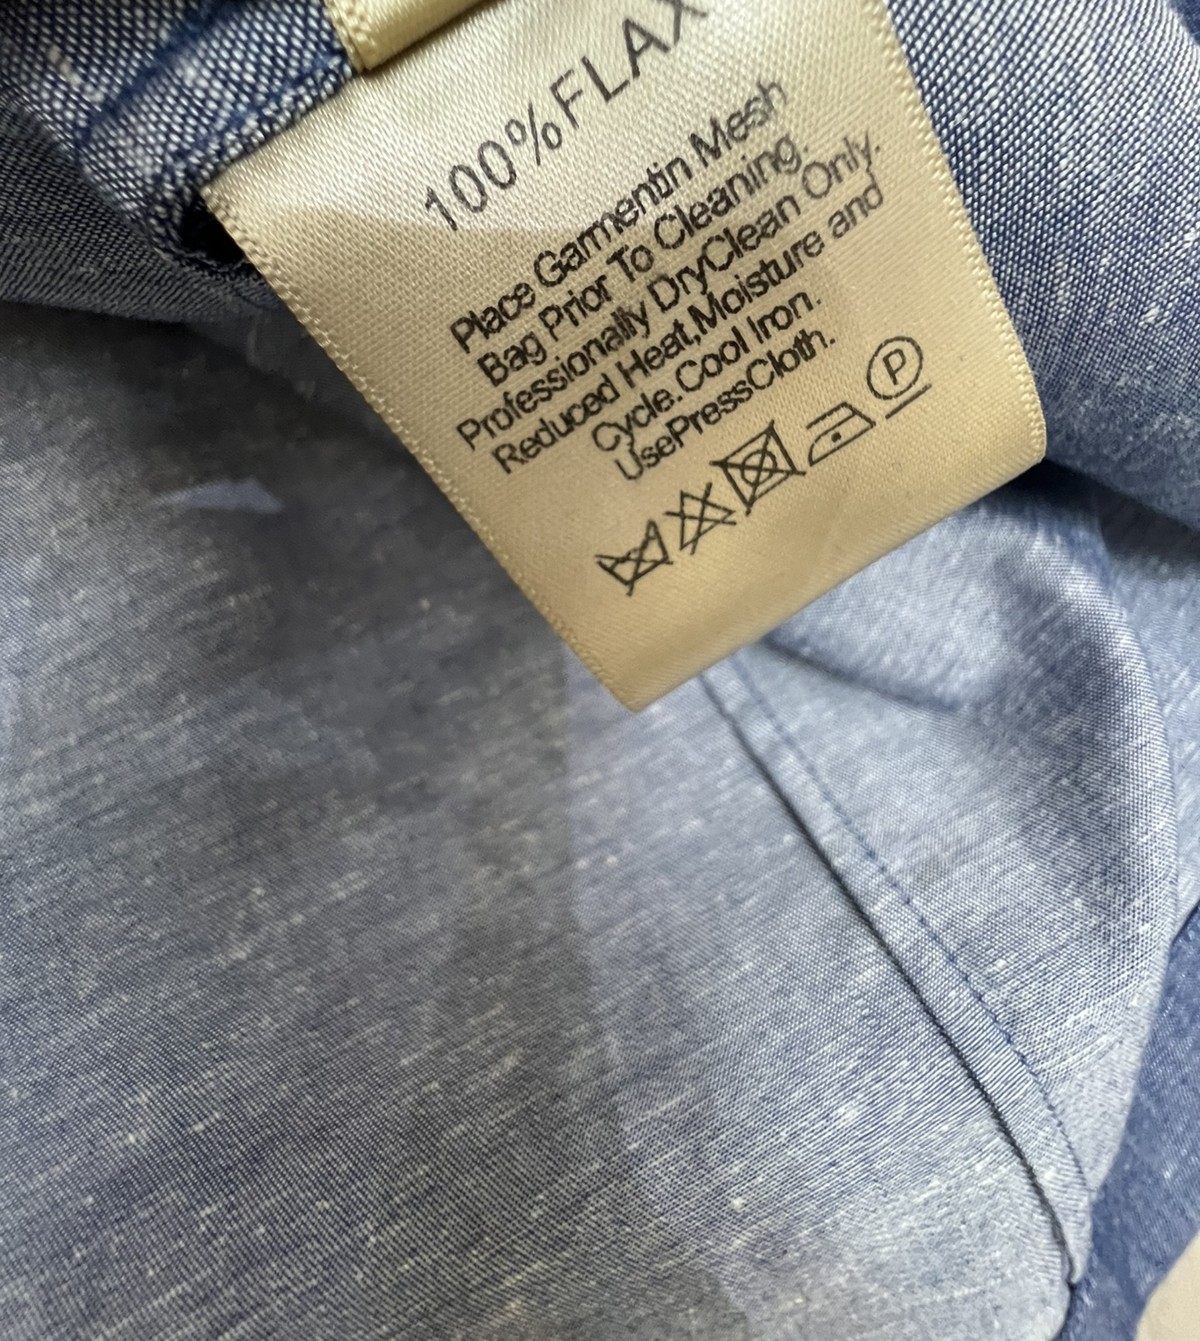 100%FLAX
Place Garmentin Mesh
Bag Prior To Cleaning.
Professionally DryClean Only.
Reduced Heat,Moisture and
Cycle.Cool Iron.
UsePressCloth.
P